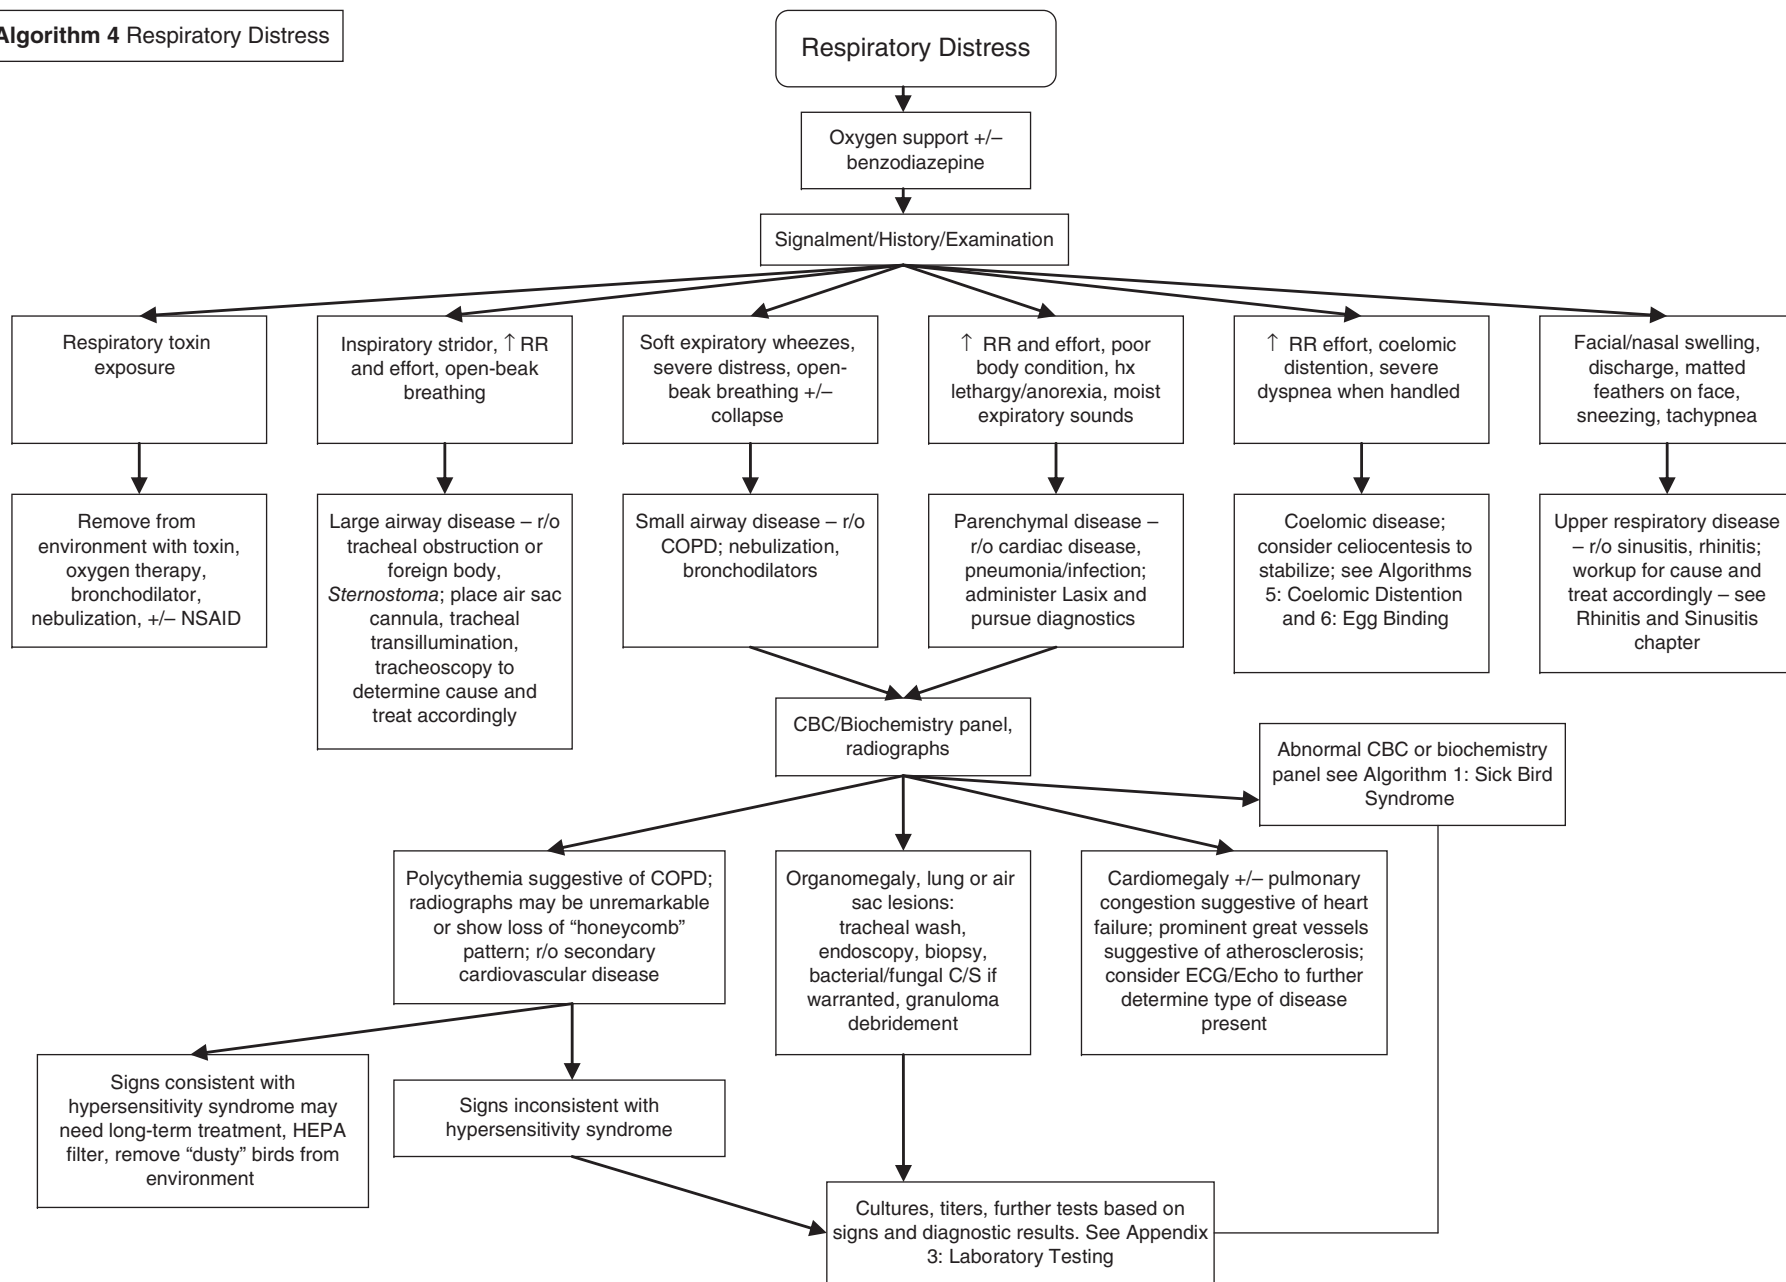 Algorithm 4 Respiratory Distress
Respiratory Distress
Oxygen support +/–
benzodiazepine
Signalment/History/Examination
Respiratory toxin
exposure
Inspiratory stridor, ↑ RR
and effort, open-beak
breathing
Soft expiratory wheezes,
severe distress, open-
beak breathing +/–
collapse
↑ RR and effort, poor
body condition, hx
lethargy/anorexia, moist
expiratory sounds
↑ RR effort, coelomic
distention, severe
dyspnea when handled
Facial/nasal swelling,
discharge, matted
feathers on face,
sneezing, tachypnea
Remove from
environment with toxin,
oxygen therapy,
bronchodilator,
nebulization, +/– NSAID
Large airway disease – r/o
tracheal obstruction or
foreign body,
Sternostoma; place air sac
cannula, tracheal
transillumination,
tracheoscopy to
determine cause and
treat accordingly
Small airway disease – r/o
COPD; nebulization,
bronchodilators
Parenchymal disease –
r/o cardiac disease,
pneumonia/infection;
administer Lasix and
pursue diagnostics
Coelomic disease;
consider celiocentesis to
stabilize; see Algorithms
5: Coelomic Distention
and 6: Egg Binding
Upper respiratory disease
– r/o sinusitis, rhinitis;
workup for cause and
treat accordingly – see
Rhinitis and Sinusitis
chapter
CBC/Biochemistry panel,
radiographs
Abnormal CBC or biochemistry
panel see Algorithm 1: Sick Bird
Syndrome
Polycythemia suggestive of COPD;
radiographs may be unremarkable
or show loss of “honeycomb”
pattern; r/o secondary
cardiovascular disease
Organomegaly, lung or air
sac lesions:
tracheal wash,
endoscopy, biopsy,
bacterial/fungal C/S if
warranted, granuloma
debridement
Cardiomegaly +/– pulmonary
congestion suggestive of heart
failure; prominent great vessels
suggestive of atherosclerosis;
consider ECG/Echo to further
determine type of disease
present
Signs consistent with
hypersensitivity syndrome may
need long-term treatment, HEPA
filter, remove “dusty” birds from
environment
Signs inconsistent with
hypersensitivity syndrome
Cultures, titers, further tests based on
signs and diagnostic results. See Appendix
3: Laboratory Testing